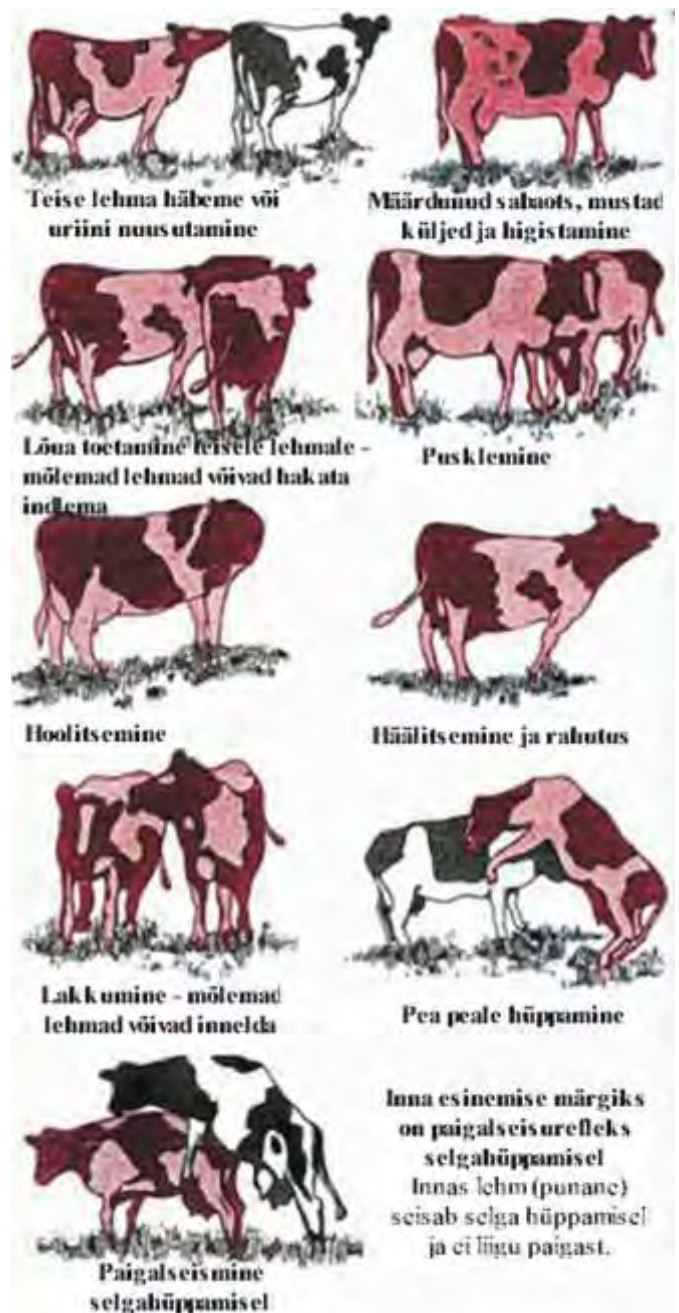 Teise lehma häbeme või
uriini nuusutamine
Määrdunud sabaots, mustad
küljed ja higistamine
Lõua toetamine teisele lehmale -
mõlemad lehmad võivad hakata
indlema
Pusklemine
Hoolitsemine
Häälitsemine ja rahutus
Lakkumine - mõlemad
lehmad võivad innelda
Pea peale hüppamine
Paigalseismine
selgahüppamisel
Inna esinemise märgiks
on paigalseisurefleks
selgahüppamisel
Innas lehm (punane)
seisab selga hüppamisel
ja ei liigu paigast.